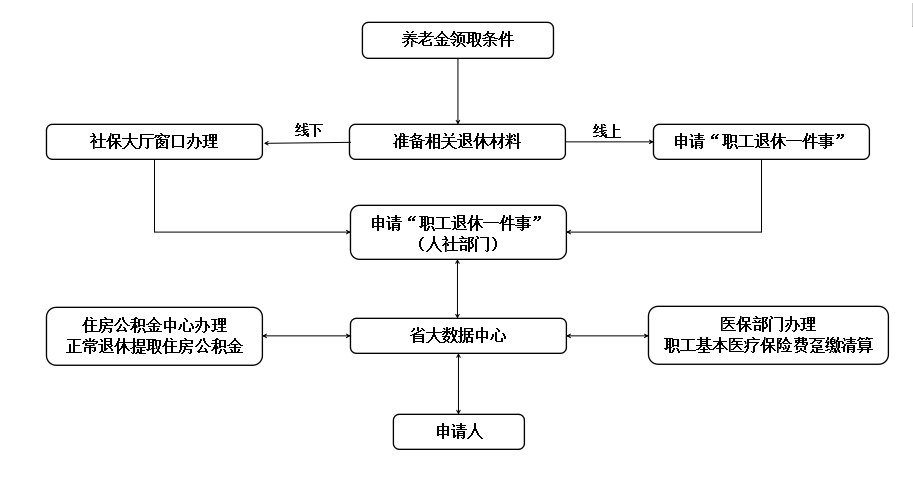 养老金领取条件
社保大厅窗口办理
线下
准备相关退休材料
线上
申请“职工退休一件事”
申请“职工退休一件事”
（人社部门）
住房公积金中心办理
正常退休提取住房公积金
省大数据中心
医保部门办理
职工基本医疗保险费趸缴清算
申请人